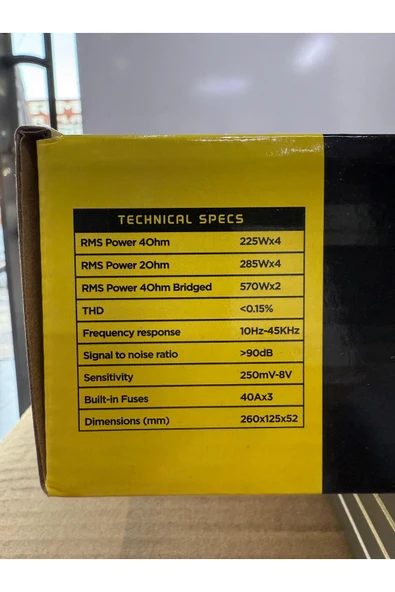 TECHNICAL SPECS
RMS Power 4Ohm 225Wx4
RMS Power 2Ohm 285Wx4
RMS Power 4Ohm Bridged 570Wx2
THD <0.15%
Frequency response 10Hz-45KHz
Signal to noise ratio >90dB
Sensitivity 250mV-8V
Built-in Fuses 40Ax3
Dimensions (mm) 260x125x52